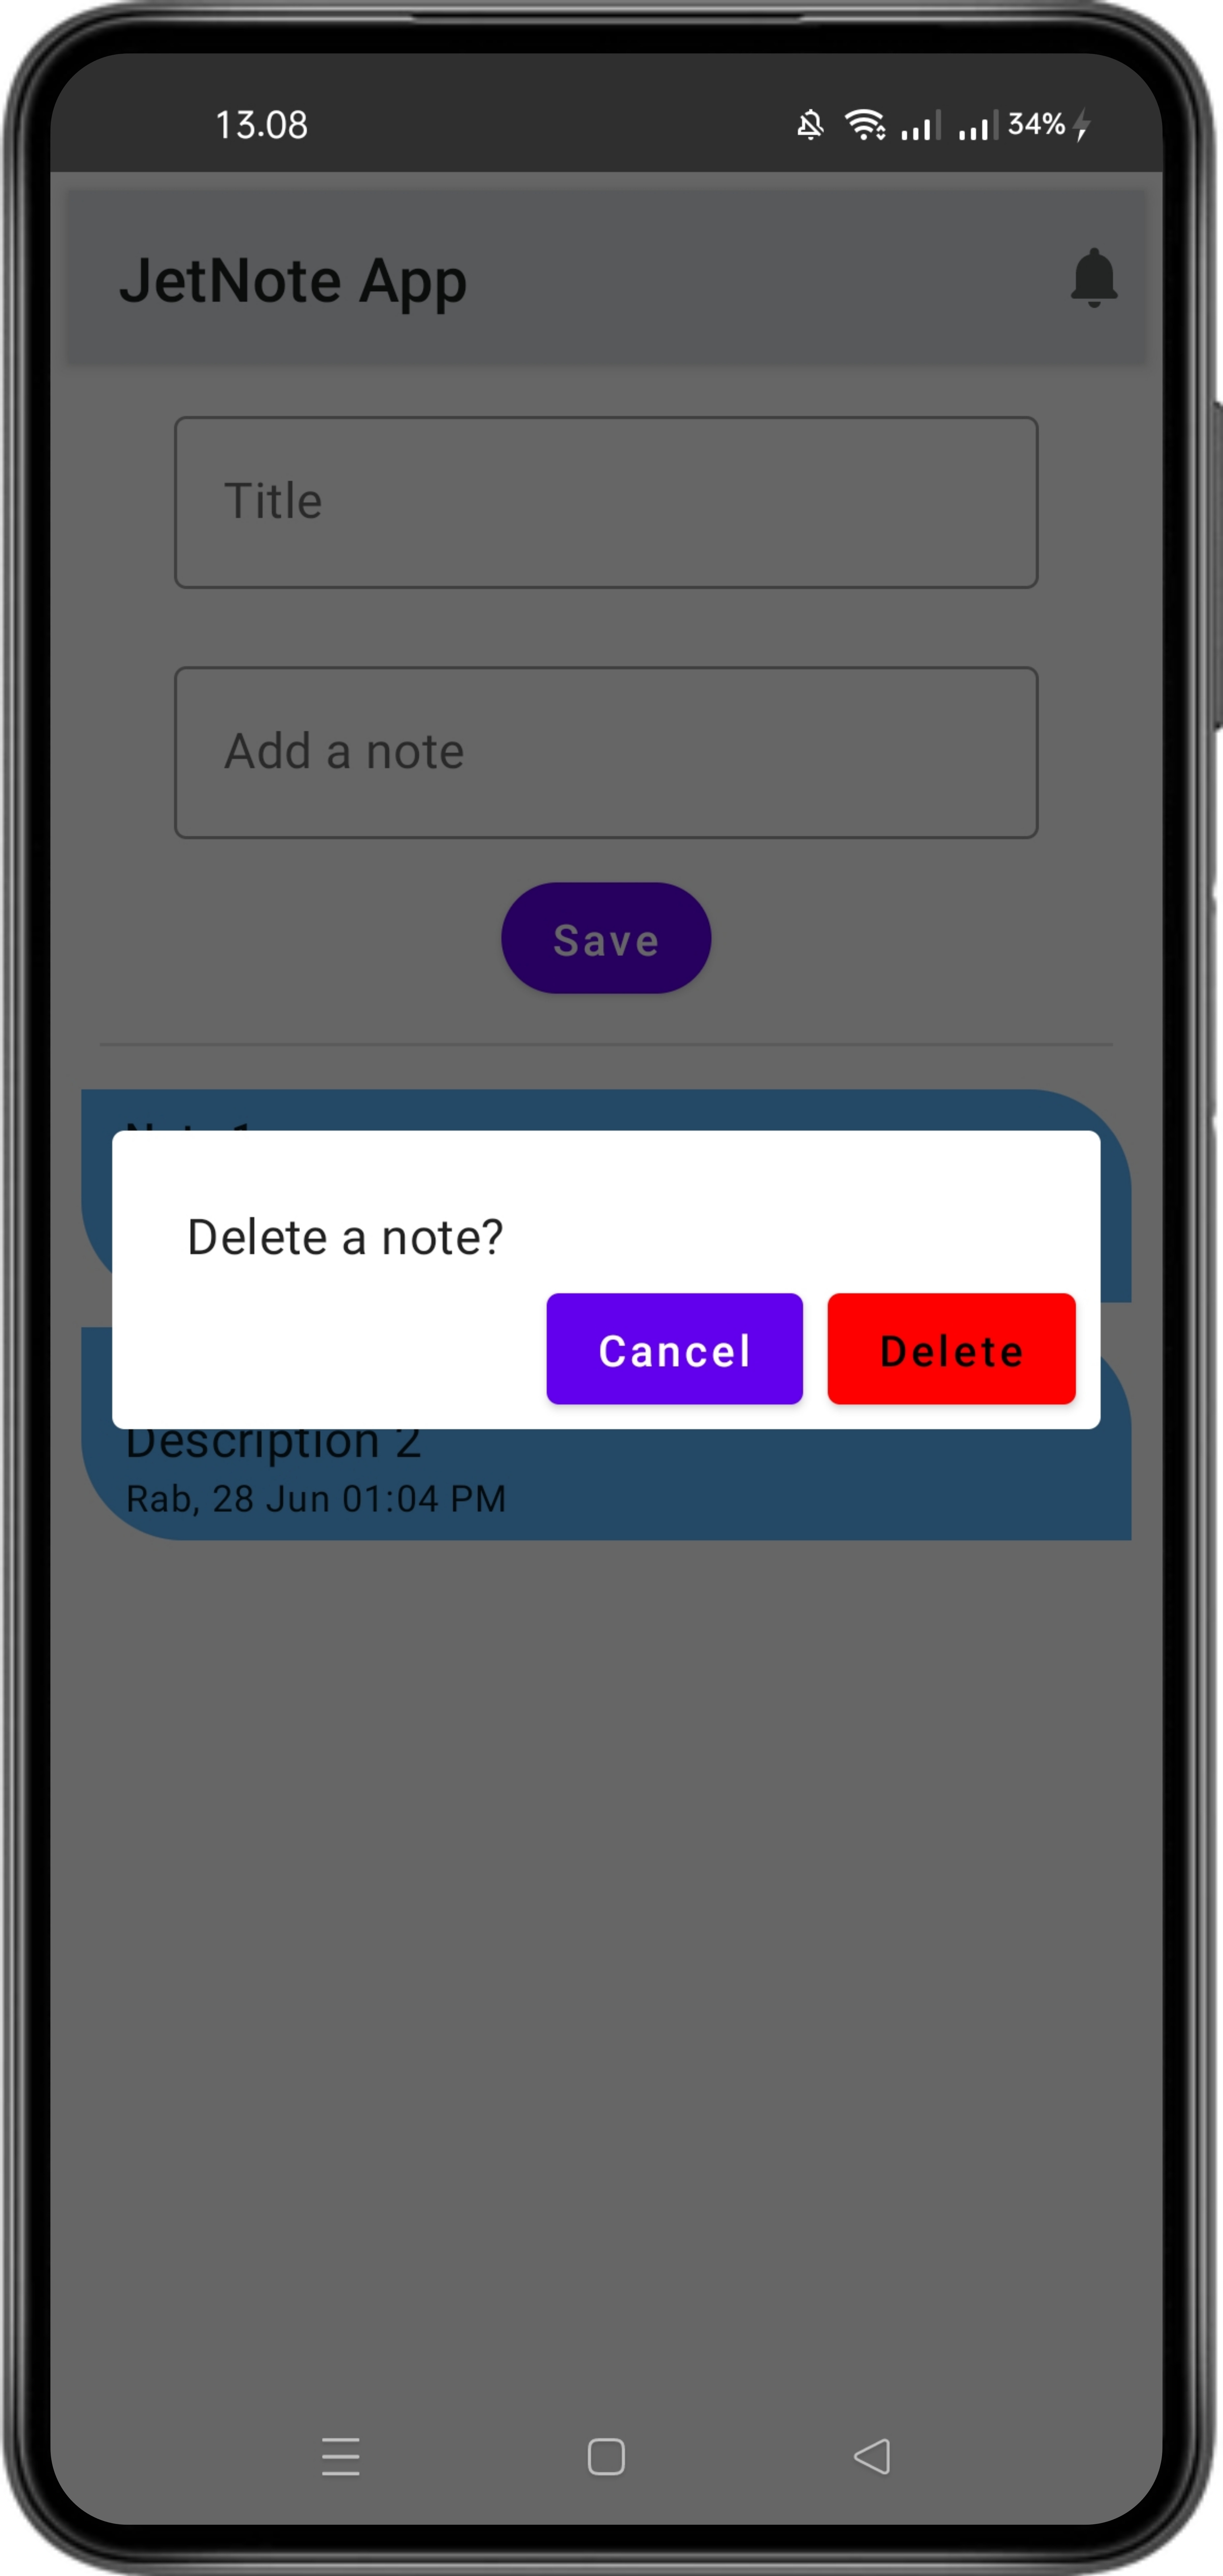 13.08 34%
JetNote App
Title
Add a note
Save
Delete a note?
Cancel Delete
Description 2
Rab, 28 Jun 01:04 PM